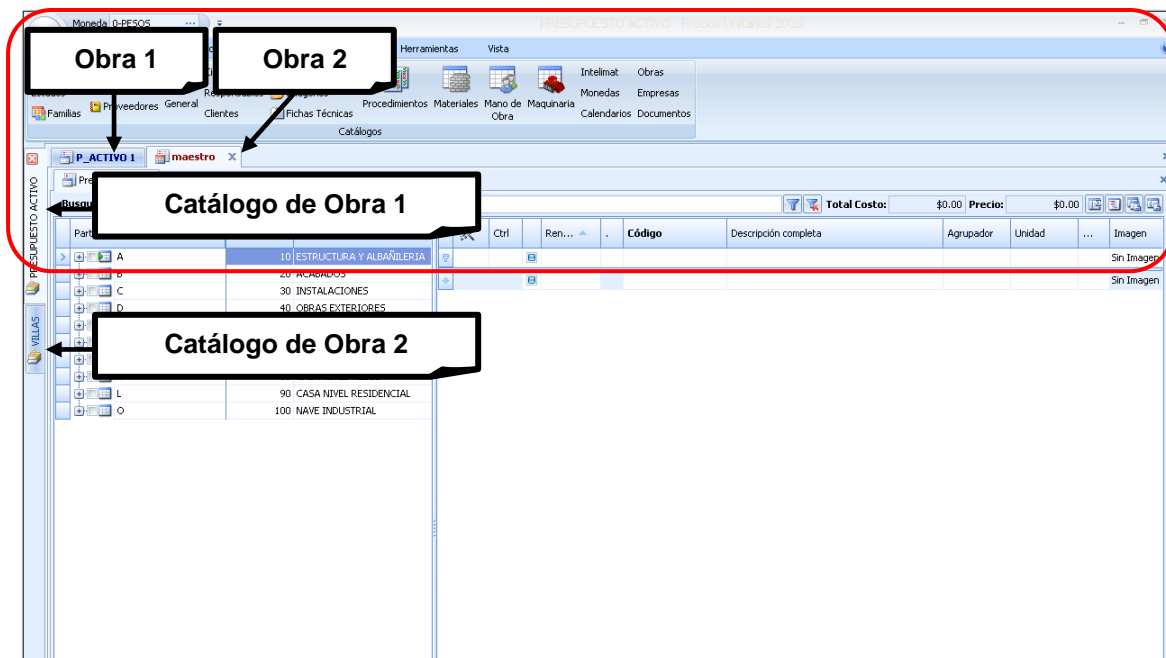 Moneda 0-PESOS ...
PRESUPUESTO ACTIVO - Precios Unitarios 2010
Obra 1
Obra 2
Herramientas Vista
Intelimat Obras
Monedas Empresas
Familias Proveedores General
Procedimientos Materiales Mano de Obra Maquinaria
Clientes Fichas Técnicas
Calendarios Documentos
Catálogos
P_ACTIVO 1 maestro X
PRESUPUESTO ACTIVO
VILLAS
Catálogo de Obra 1
Total Costo: $0.00 Precio: $0.00
Ctrl Ren... . Código Descripción completa Agrupador Unidad ... Imagen
A 10 ESTRUCTURA Y ALBAÑILERIA Sin Imagen
B 20 ACABADOS Sin Imagen
C 30 INSTALACIONES
D 40 OBRAS EXTERIORES
Catálogo de Obra 2
L 90 CASA NIVEL RESIDENCIAL
O 100 NAVE INDUSTRIAL